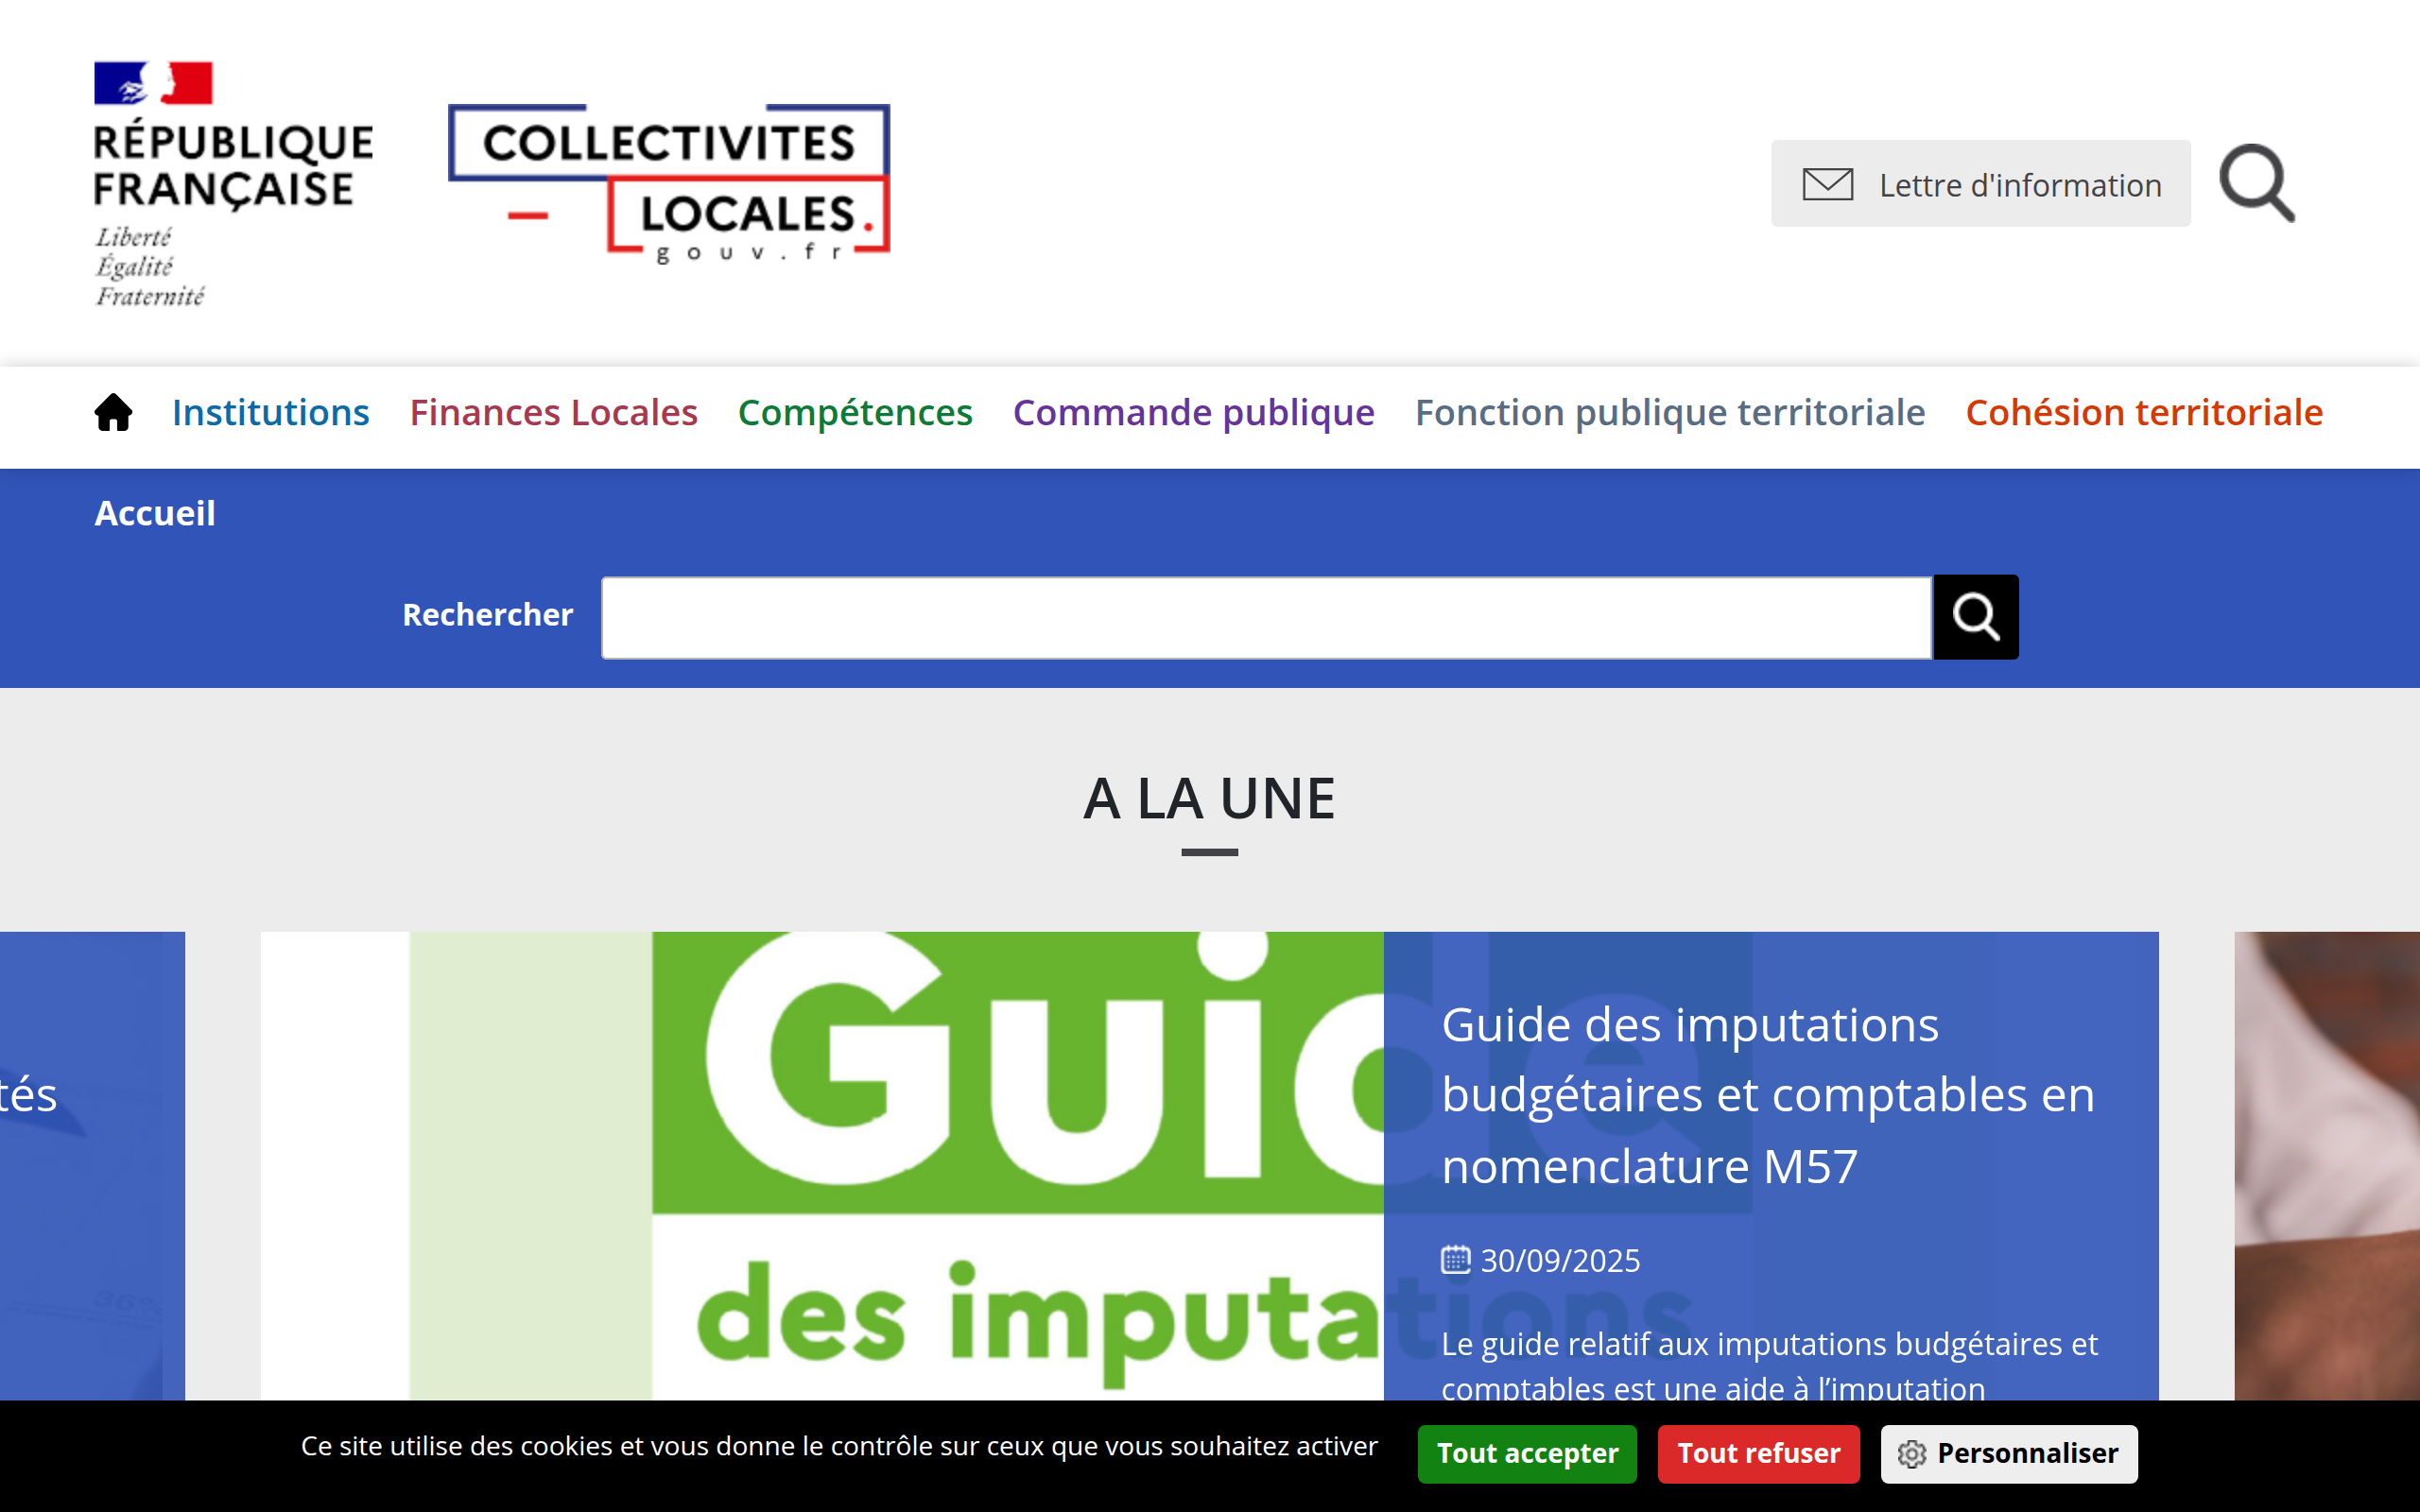 RÉPUBLIQUE
FRANÇAISE
Liberté
Égalité
Fraternité
COLLECTIVITES
LOCALES.
gouv.fr
Lettre d'information
Institutions Finances Locales Compétences Commande publique Fonction publique territoriale Cohésion territoriale
Accueil
Rechercher
A LA UNE
tés
Guide
des imputations
Guide des imputations
budgétaires et comptables en
nomenclature M57
30/09/2025
Le guide relatif aux imputations budgétaires et
comptables est une aide à l’imputation
Ce site utilise des cookies et vous donne le contrôle sur ceux que vous souhaitez activer
Tout accepter
Tout refuser
Personnaliser